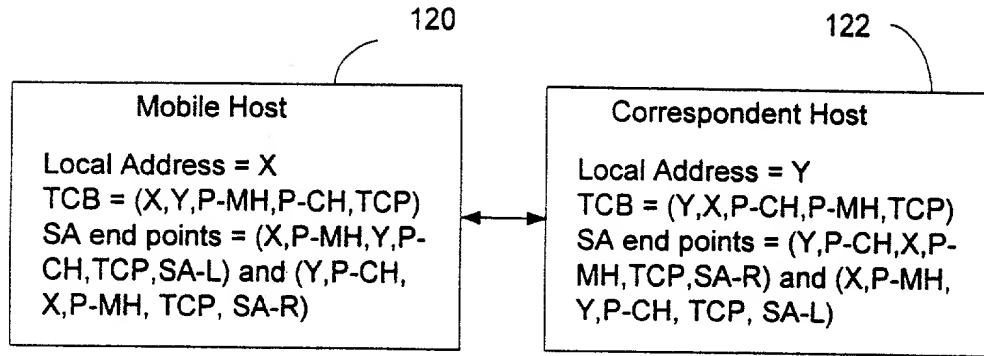 120
122
Mobile Host
Local Address = X
TCB = (X,Y,P-MH,P-CH,TCP)
SA end points = (X,P-MH,Y,P-
CH,TCP,SA-L) and (Y,P-CH,
X,P-MH, TCP, SA-R)
Correspondent Host
Local Address = Y
TCB = (Y,X,P-CH,P-MH,TCP)
SA end points = (Y,P-CH,X,P-
MH,TCP,SA-R) and (X,P-MH,
Y,P-CH, TCP, SA-L)